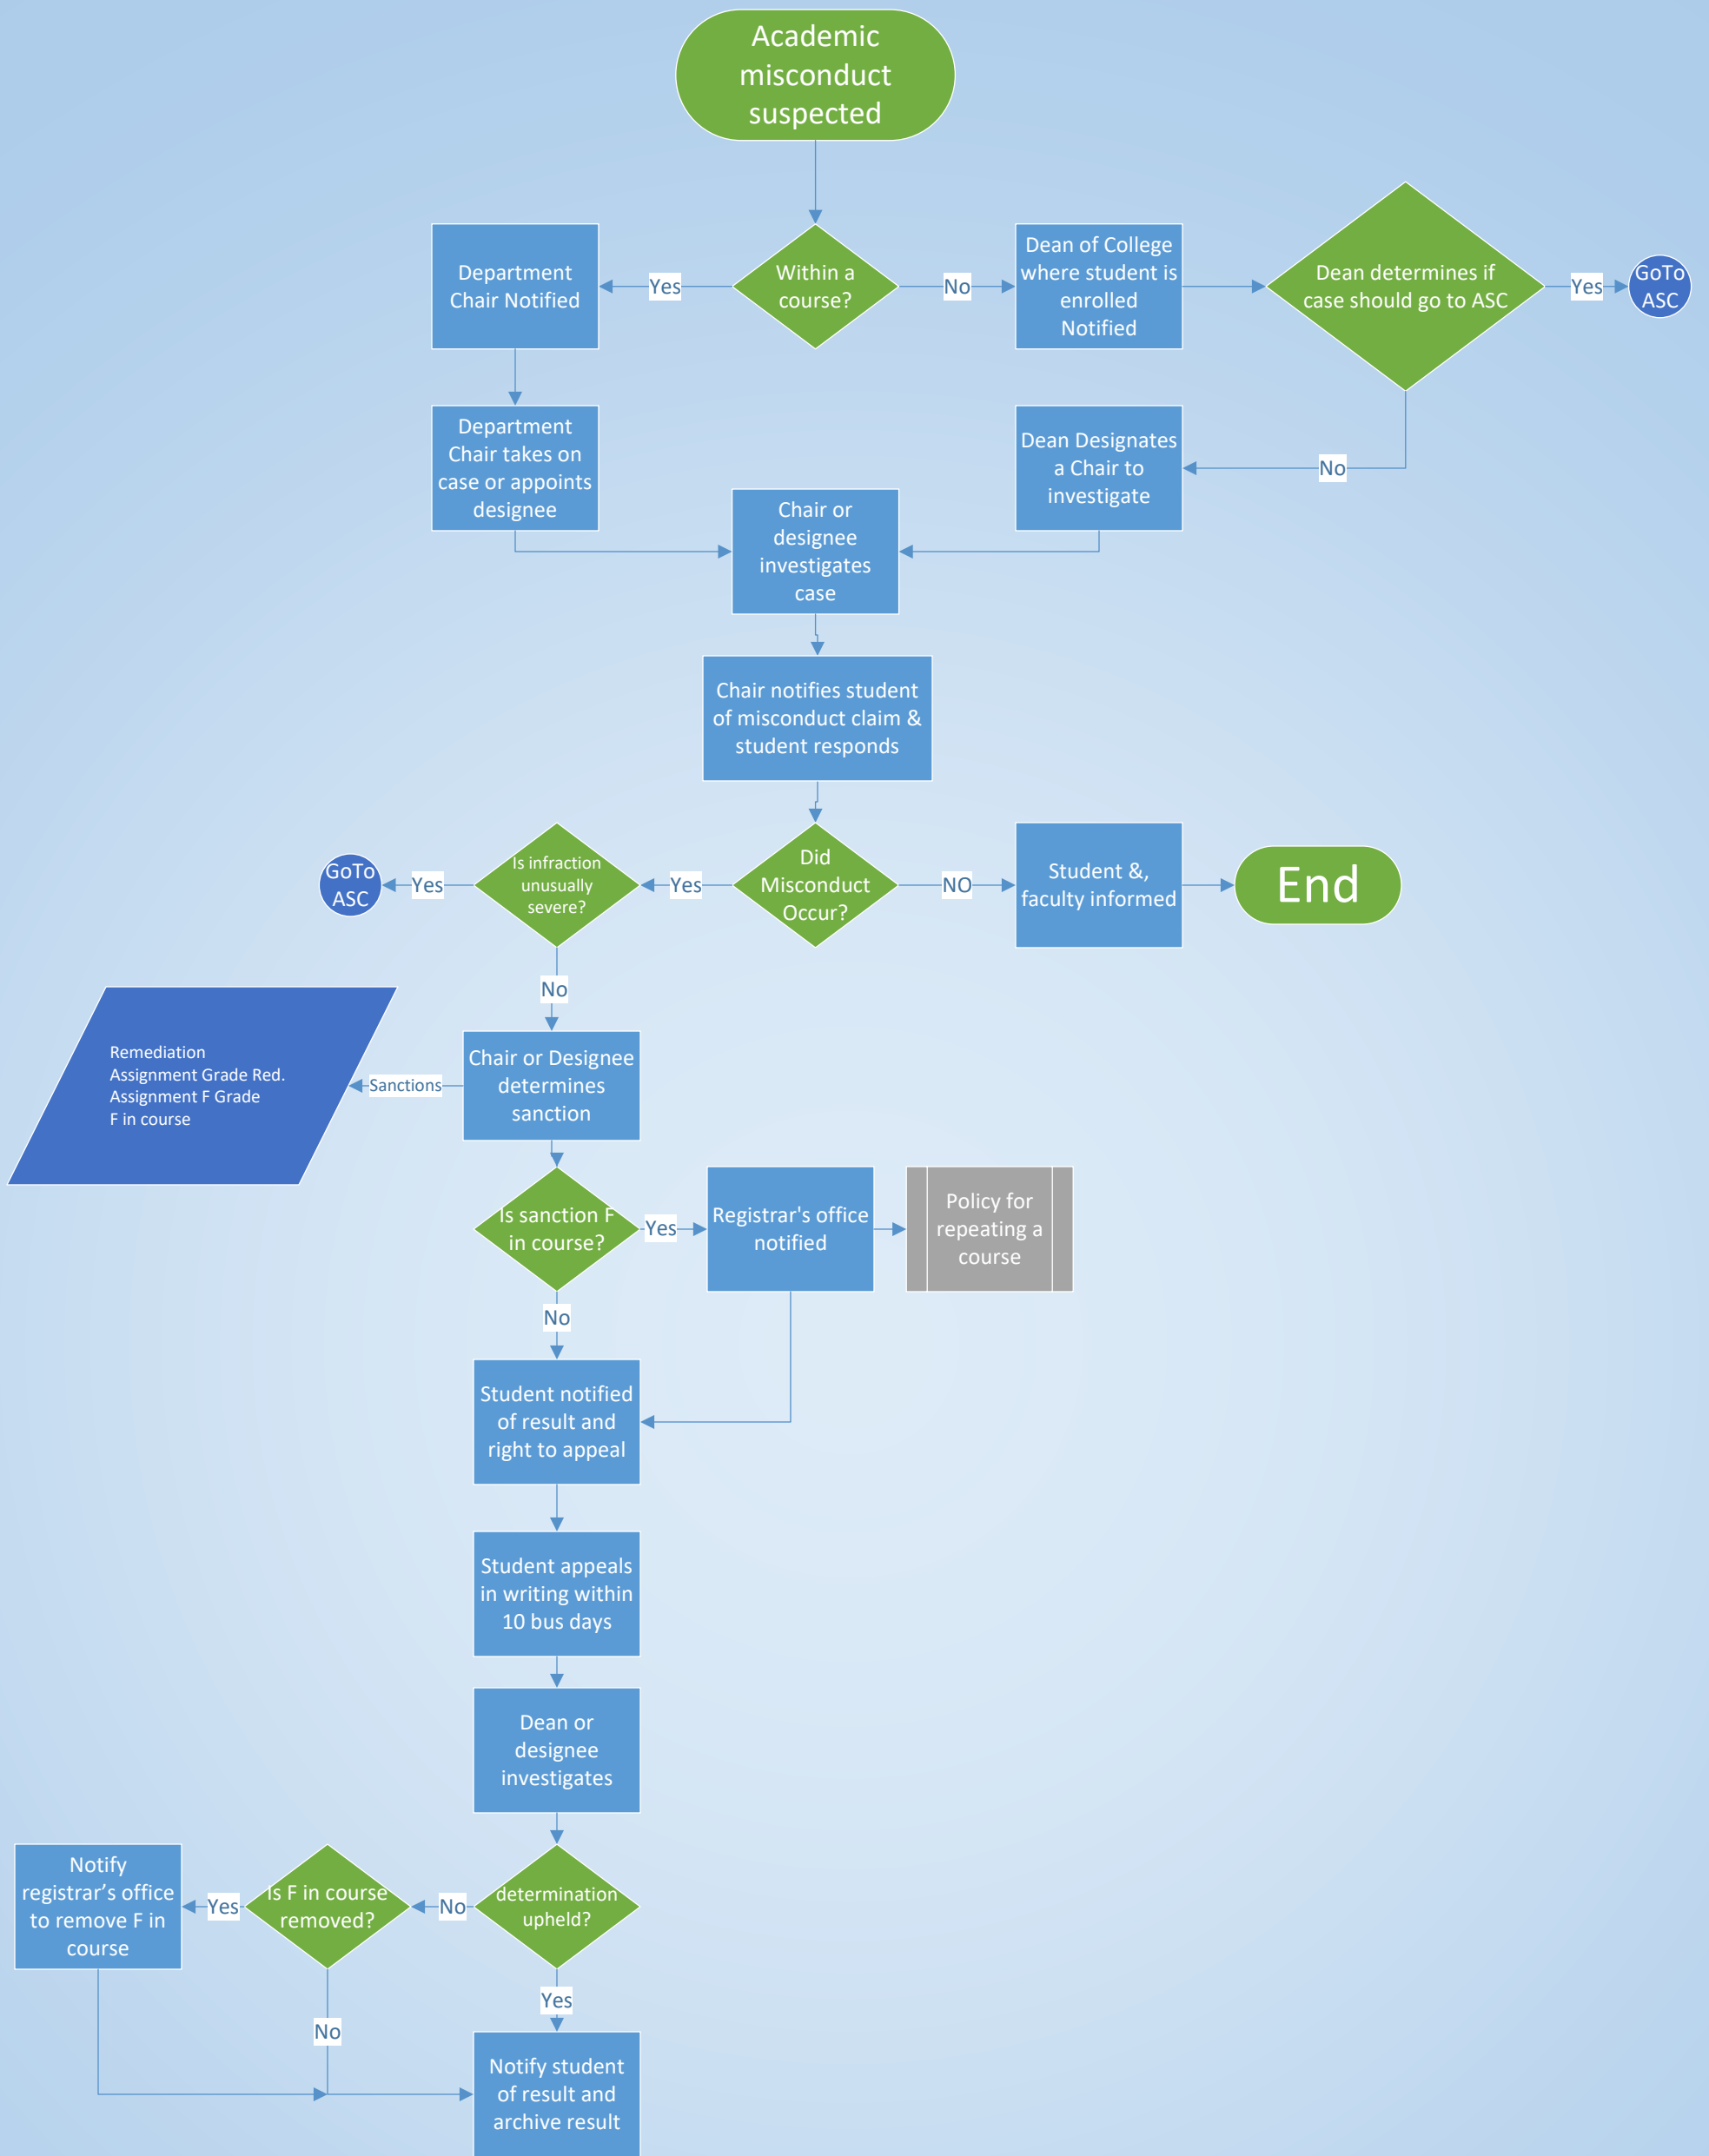 Academic
misconduct
suspected
Department
Chair Notified
Yes
Within a
course?
No
Dean of College
where student is
enrolled
Notified
Dean determines if
case should go to ASC
Yes
GoTo
ASC
Department
Chair takes on
case or appoints
designee
Dean Designates
a Chair to
investigate
No
Chair or
designee
investigates
case
Chair notifies student
of misconduct claim &
student responds
GoTo
ASC
Yes
Is infraction
unusually
severe?
Yes
Did
Misconduct
Occur?
NO
Student &,
faculty informed
End
No
Remediation
Assignment Grade Red.
Assignment F Grade
F in course
Sanctions
Chair or Designee
determines
sanction
Is sanction F
in course?
Yes
Registrar's office
notified
Policy for
repeating a
course
No
Student notified
of result and
right to appeal
Student appeals
in writing within
10 bus days
Dean or
designee
investigates
Notify
registrar’s office
to remove F in
course
Yes
Is F in course
removed?
No
determination
upheld?
Yes
No
Notify student
of result and
archive result